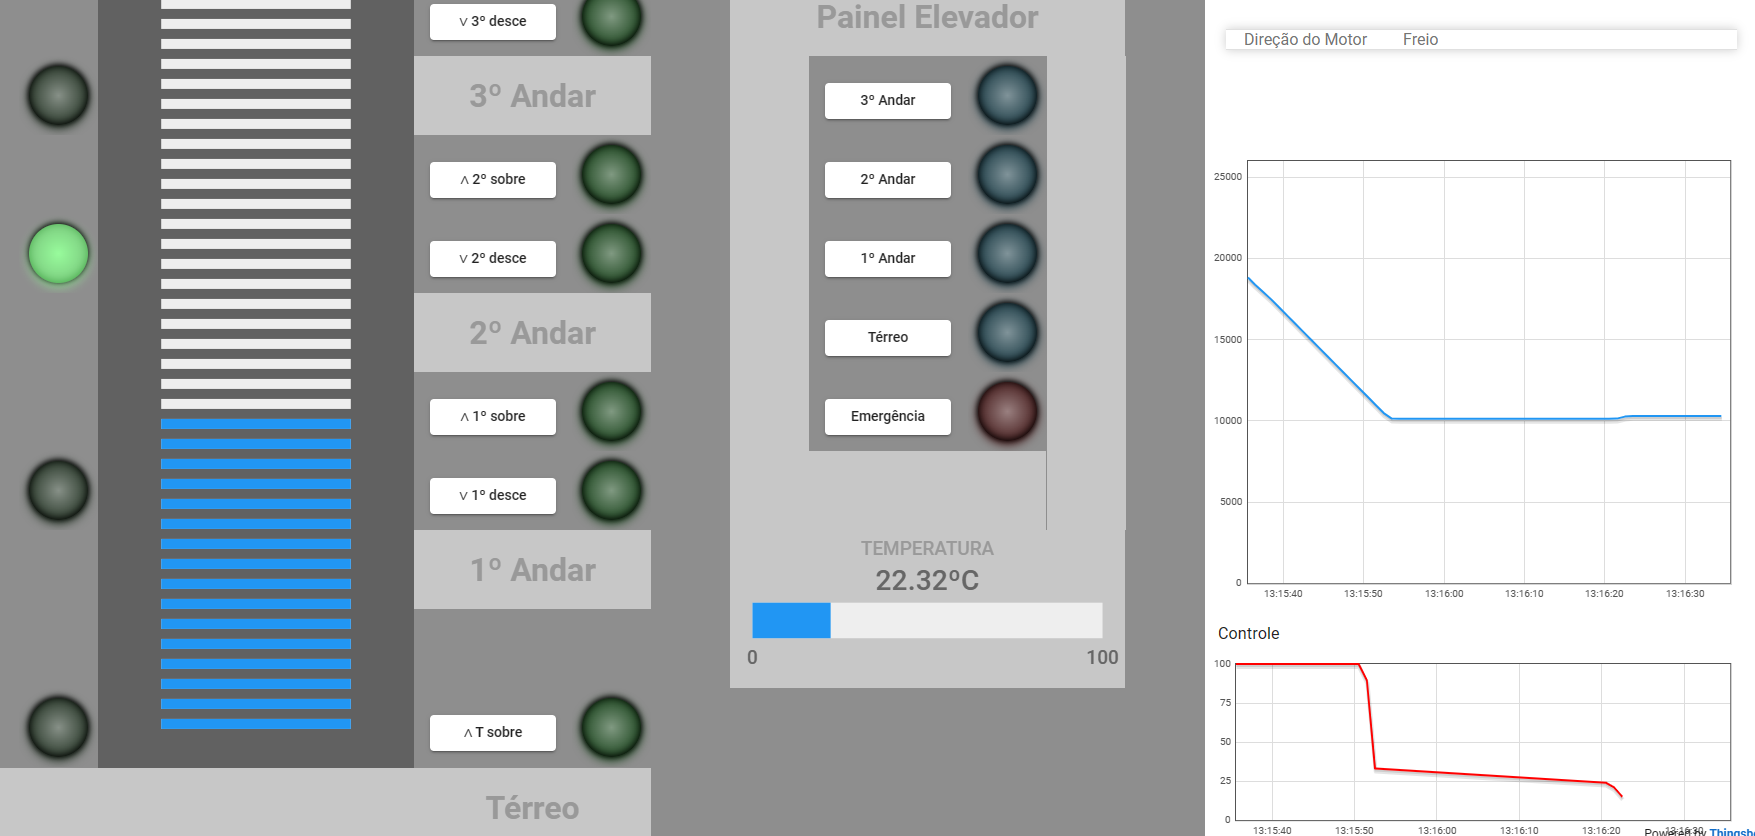 ∨ 3º desce
3º Andar
∧ 2º sobre
∨ 2º desce
2º Andar
∧ 1º sobre
∨ 1º desce
1º Andar
∧ T sobre
Térreo
Painel Elevador
3º Andar
2º Andar
1º Andar
Térreo
Emergência
TEMPERATURA
22.32ºC
0 100
Direção do Motor Freio
25000
20000
15000
10000
5000
0
13:15:40 13:15:50 13:16:00 13:16:10 13:16:20 13:16:30
Controle
100
75
50
25
0
13:15:40 13:15:50 13:16:00 13:16:10 13:16:20 13:16:30
Powered by